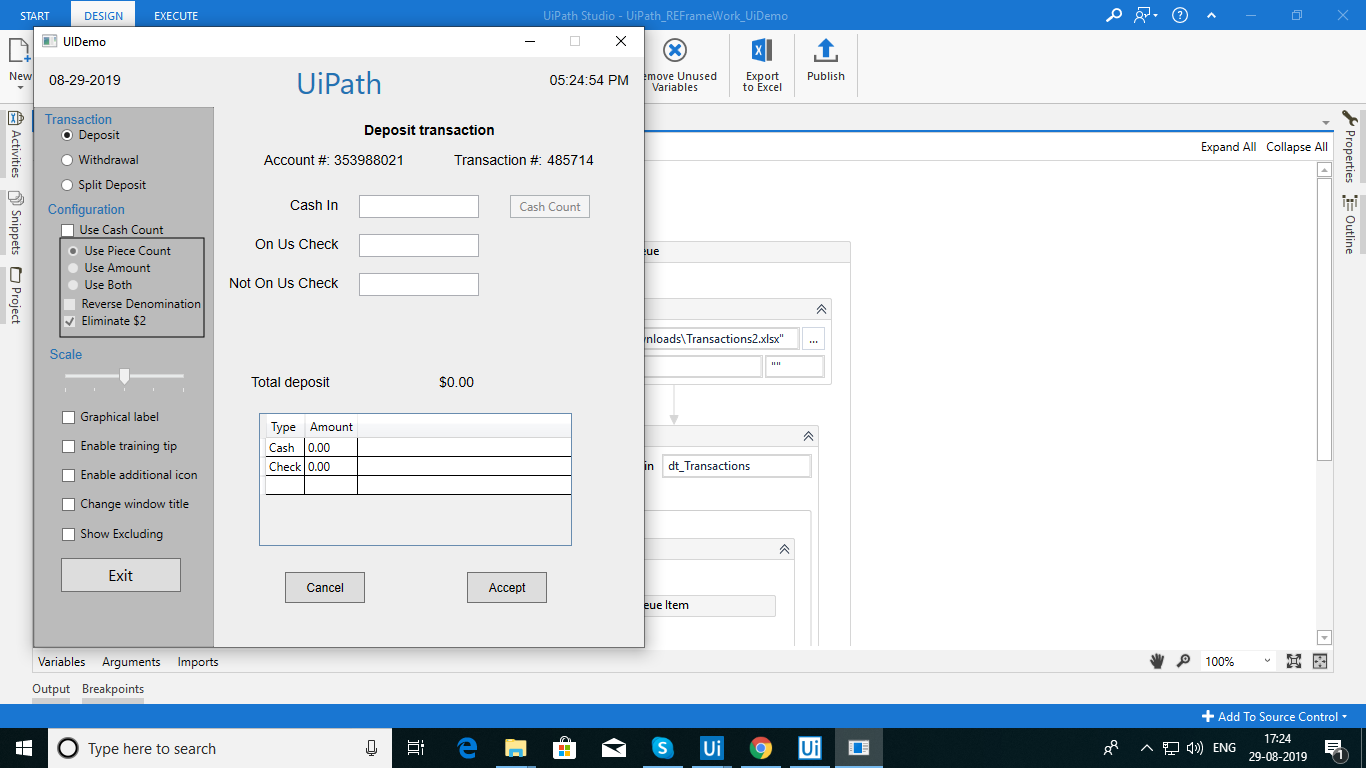 START DESIGN EXECUTE UiPath Studio - UiPath_REFrameWork_UiDemo
UIDemo
New
move Unused Variables
Export to Excel
Publish
08-29-2019 UiPath 05:24:54 PM
Activities
Snippets
Project
Properties
Outline
Expand All Collapse All
Transaction
Deposit
Withdrawal
Split Deposit
Configuration
Use Cash Count
Use Piece Count
Use Amount
Use Both
Reverse Denomination
Eliminate $2
Scale
Graphical label
Enable training tip
Enable additional icon
Change window title
Show Excluding
Exit
Deposit transaction
Account #: 353988021 Transaction #: 485714
Cash In Cash Count
On Us Check
Not On Us Check
Total deposit $0.00
Type Amount
Cash 0.00
Check 0.00
Cancel Accept
eue
nloads\Transactions2.xlsx" ...
""
in dt_Transactions
eue Item
Variables Arguments Imports 100%
Output Breakpoints
Add To Source Control
Type here to search
ENG
17:24
29-08-2019
1